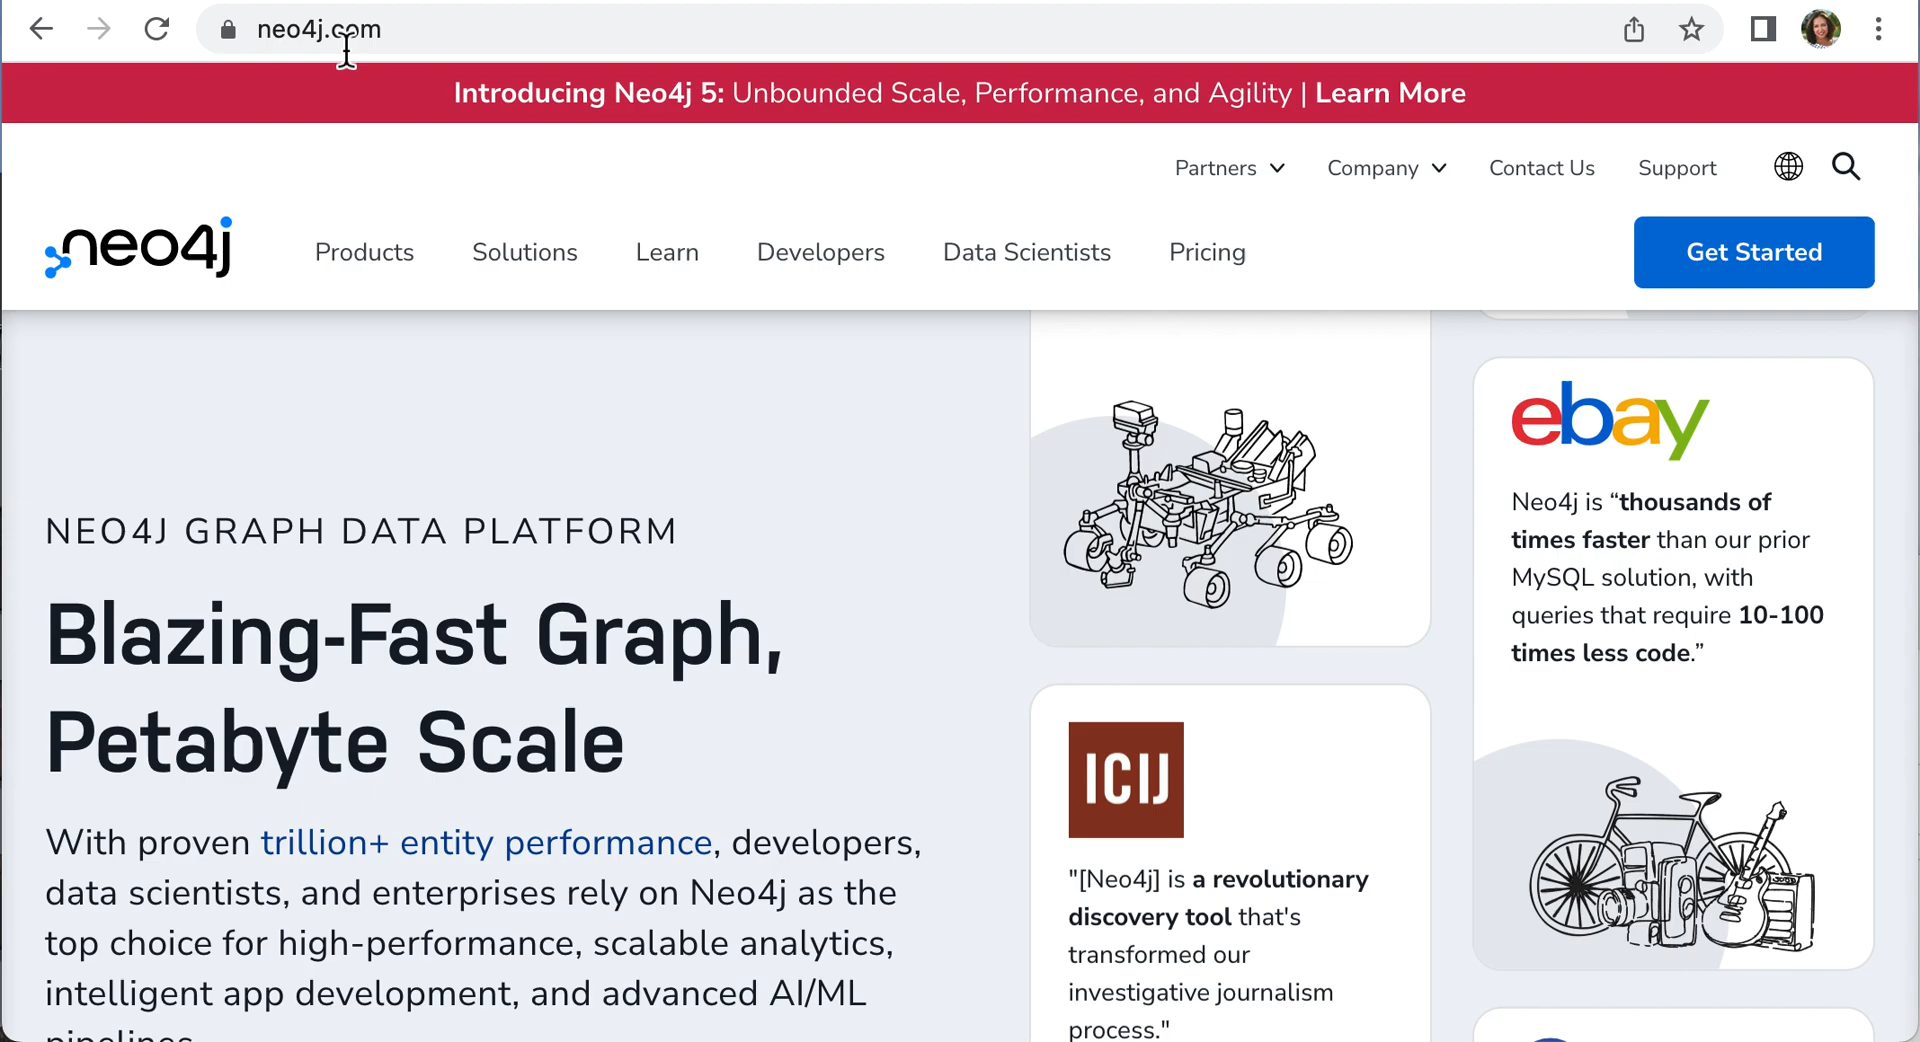 neo4j.com
Introducing Neo4j 5: Unbounded Scale, Performance, and Agility | Learn More
Partners
Company
Contact Us
Support
neo4j
Products
Solutions
Learn
Developers
Data Scientists
Pricing
Get Started
NEO4J GRAPH DATA PLATFORM
Blazing-Fast Graph,
Petabyte Scale
With proven trillion+ entity performance, developers,
data scientists, and enterprises rely on Neo4j as the
top choice for high-performance, scalable analytics,
intelligent app development, and advanced AI/ML
pipelines.
ICIJ
"[Neo4j] is a revolutionary
discovery tool that's
transformed our
investigative journalism
process."
ebay
Neo4j is “thousands of
times faster than our prior
MySQL solution, with
queries that require 10-100
times less code.”